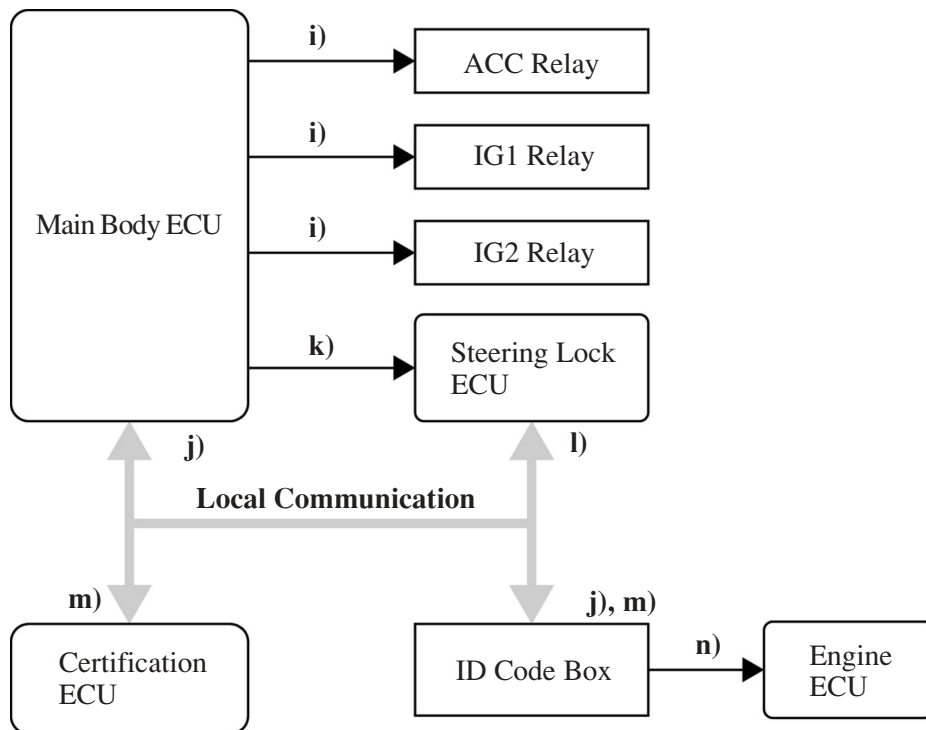 i)
ACC Relay
i)
IG1 Relay
Main Body ECU
i)
IG2 Relay
k)
Steering Lock
ECU
j)
l)
Local Communication
m)
j), m)
Certification
ECU
ID Code Box
n)
Engine
ECU